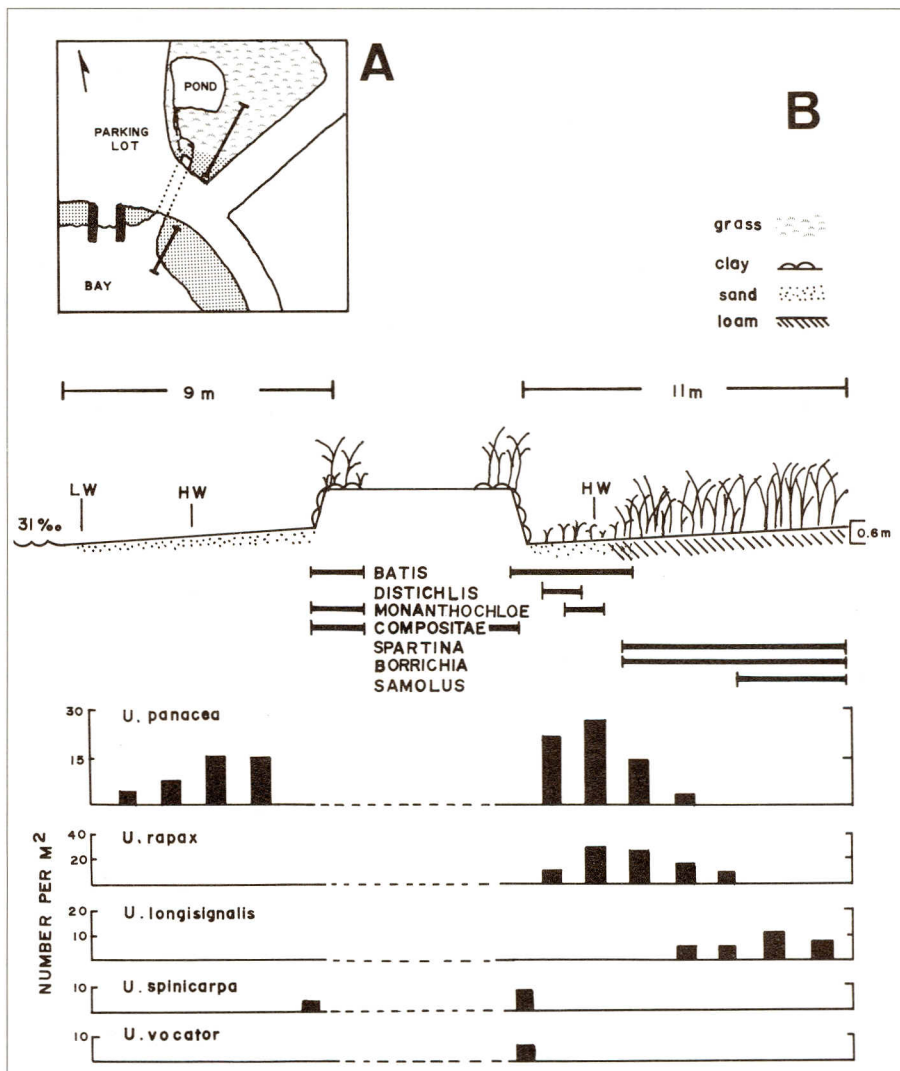 A
POND
PARKING
LOT
BAY
B
grass
clay
sand
loam
9 m
11 m
LW
HW
HW
31 ‰
0.6m
BATIS
DISTICHLIS
MONANTHOCHLOE
COMPOSITAE
SPARTINA
BORRICHIA
SAMOLUS
NUMBER PER M²
30
15
U. panacea
40
20
U. rapax
20
10
U. longisignalis
10
U. spinicarpa
10
U. vocator